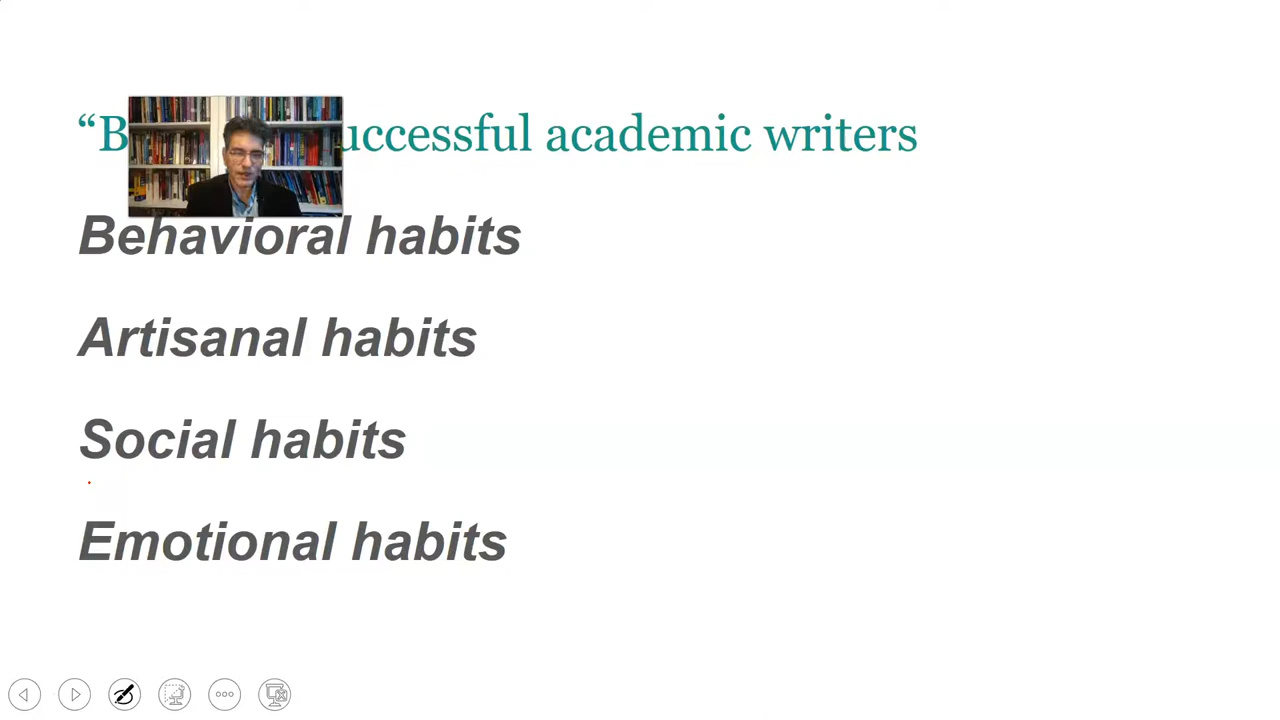 “B uccessful academic writers
Behavioral habits
Artisanal habits
Social habits
Emotional habits